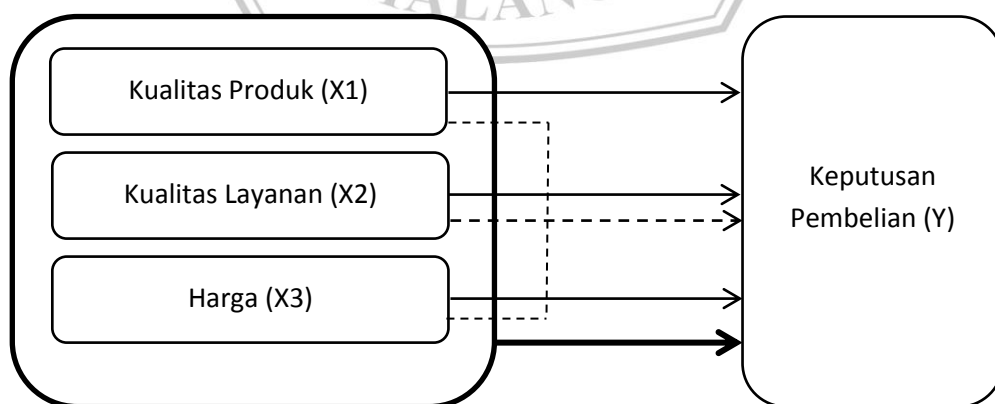 Kualitas Produk (X1)
Kualitas Layanan (X2)
Harga (X3)
Keputusan
Pembelian (Y)